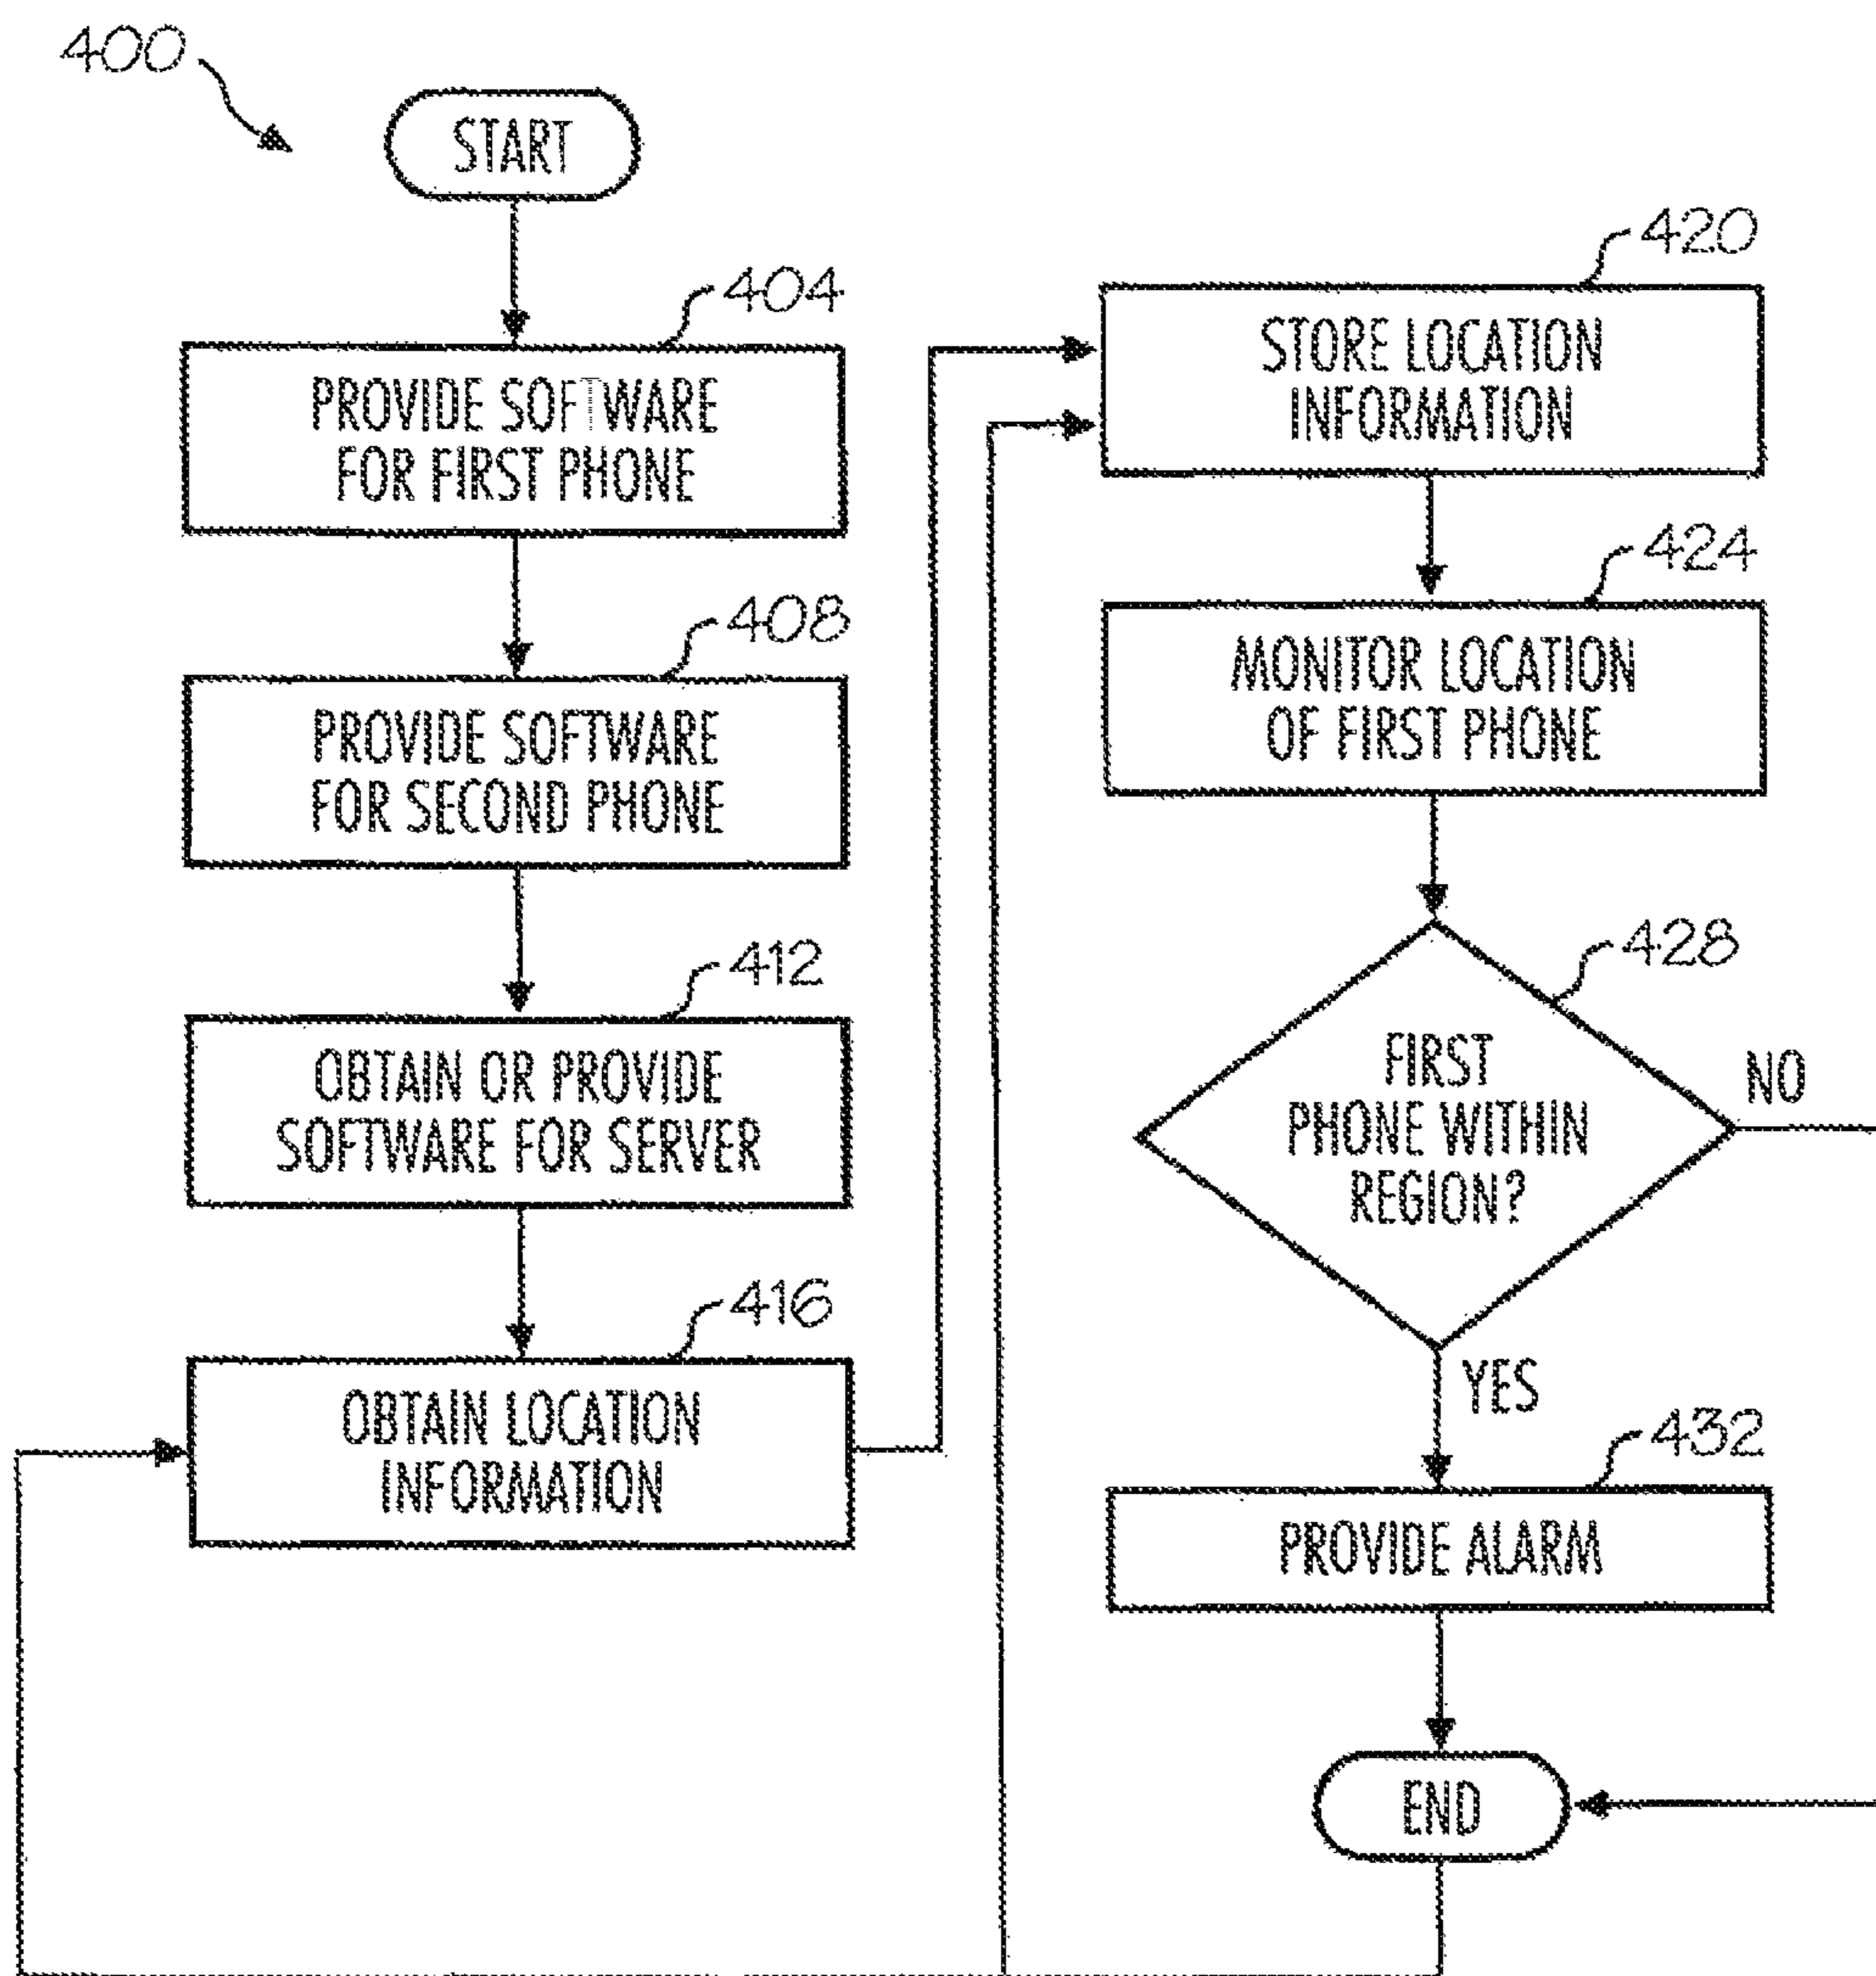 400
START
404
PROVIDE SOFTWARE
FOR FIRST PHONE
408
PROVIDE SOFTWARE
FOR SECOND PHONE
412
OBTAIN OR PROVIDE
SOFTWARE FOR SERVER
416
OBTAIN LOCATION
INFORMATION
420
STORE LOCATION
INFORMATION
424
MONITOR LOCATION
OF FIRST PHONE
428
FIRST
PHONE WITHIN
REGION?
NO
YES
432
PROVIDE ALARM
END